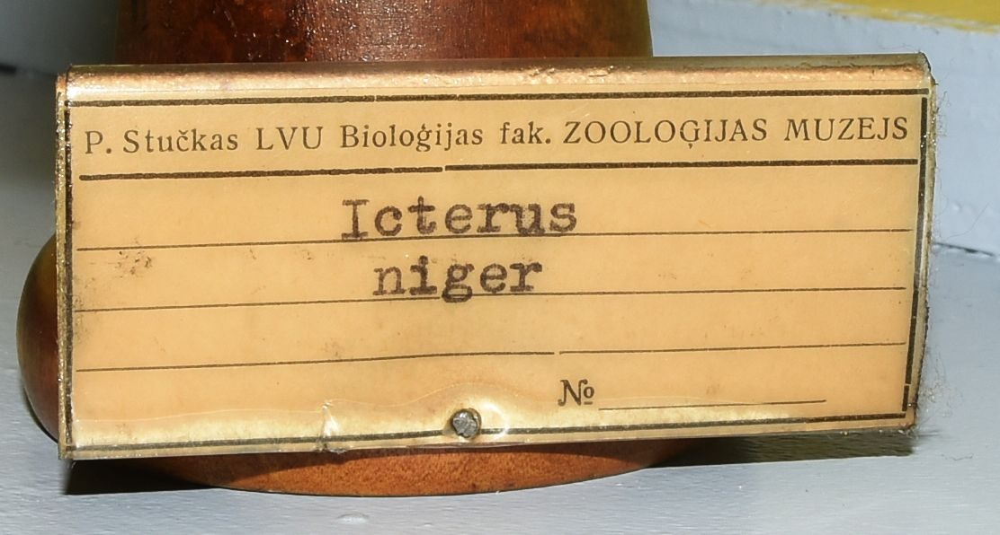 P. Stučkas LVU Bioloģijas fak. ZOOLOĢIJAS MUZEJS
Icterus
niger
№